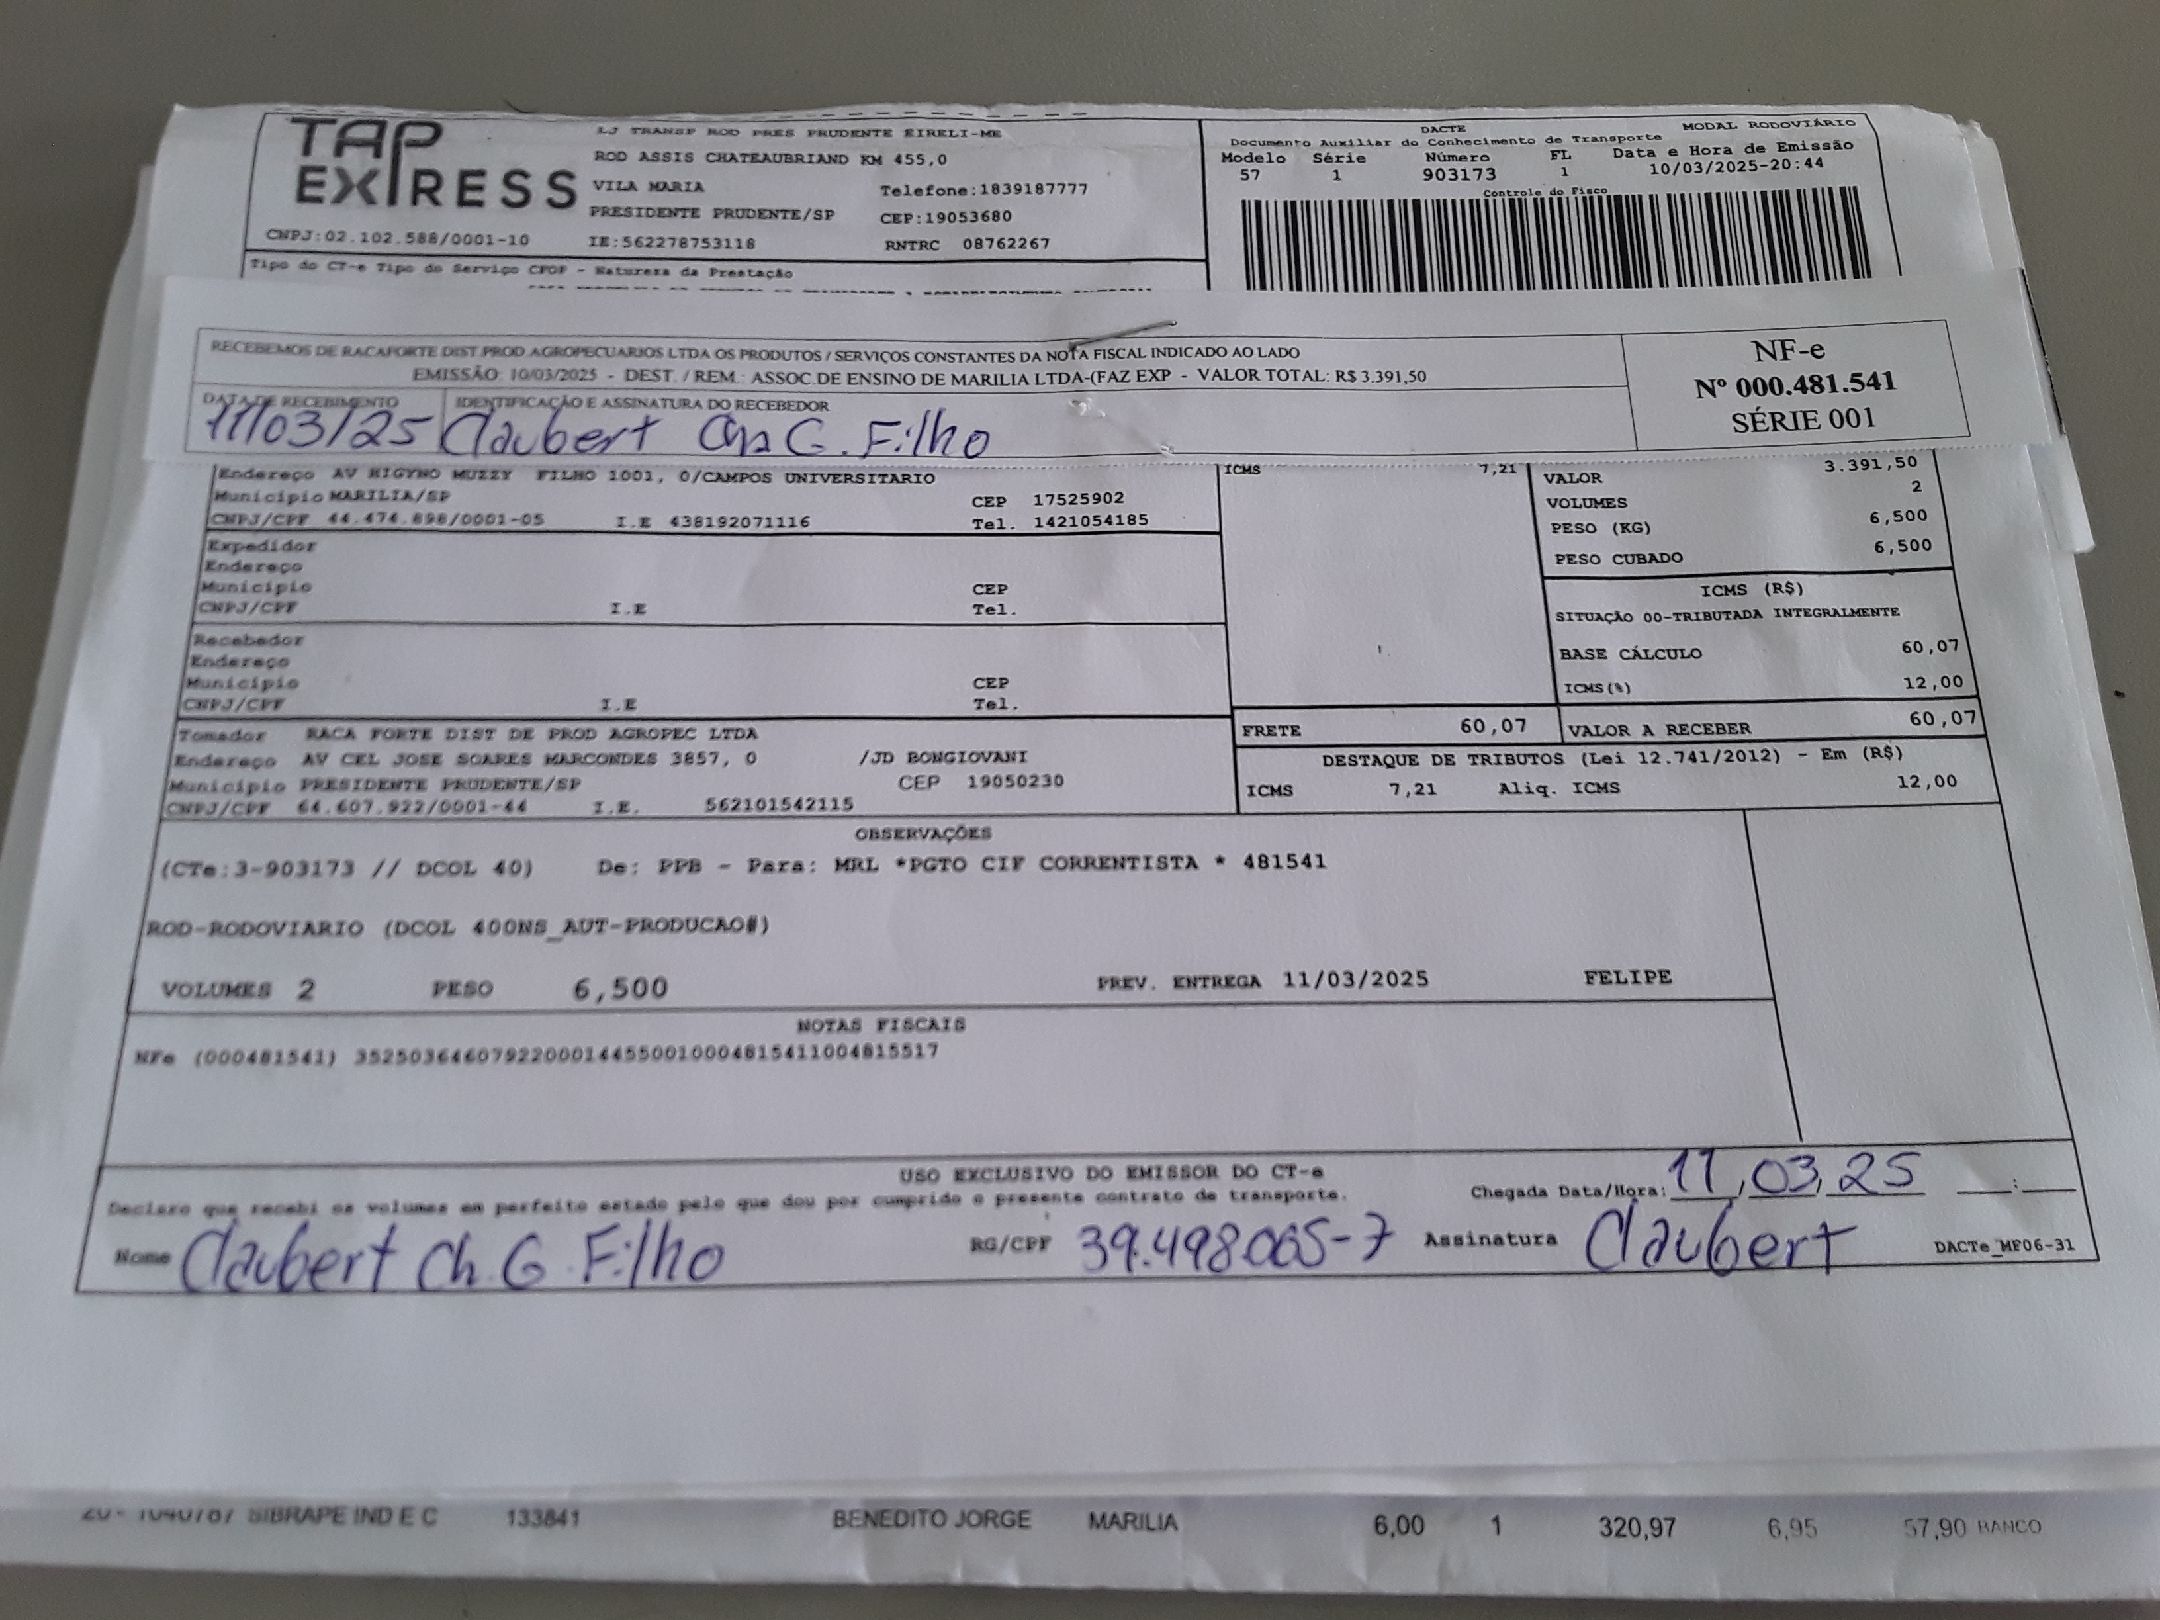 TAP EXPRESS
LJ TRANSP ROD PRES PRUDENTE EIRELI-ME
ROD ASSIS CHATEAUBRIAND KM 455,0
VILA MARIA Telefone:1839187777
PRESIDENTE PRUDENTE/SP CEP:19053680
CNPJ:02.102.588/0001-10 IE:562278753118 RNTRC 08762267
Tipo do CT-e Tipo do Serviço CFOP - Natureza da Prestação
DACTE MODAL RODOVIÁRIO
Documento Auxiliar do Conhecimento de Transporte
Modelo Série Número FL Data e Hora de Emissão
57 1 903173 1 10/03/2025-20:44
Controle do Fisco
RECEBEMOS DE RACAFORTE DIST.PROD AGROPECUARIOS LTDA OS PRODUTOS / SERVIÇOS CONSTANTES DA NOTA FISCAL INDICADO AO LADO
EMISSÃO: 10/03/2025 - DEST. / REM.: ASSOC.DE ENSINO DE MARILIA LTDA-(FAZ EXP - VALOR TOTAL: R$ 3.391,50
DATA DE RECEBIMENTO IDENTIFICAÇÃO E ASSINATURA DO RECEBEDOR
11/03/25 Claubert Ch G. Filho
NF-e
Nº 000.481.541
SÉRIE 001
Endereço AV HIGYNO MUZZY FILHO 1001, 0/CAMPOS UNIVERSITARIO
Município MARILIA/SP CEP 17525902
CNPJ/CPF 44.474.898/0001-05 I.E 438192071116 Tel. 1421054185
Expedidor
Endereço
Município CEP
CNPJ/CPF I.E Tel.
Recebedor
Endereço
Município CEP
CNPJ/CPF I.E Tel.
Tomador RACA FORTE DIST DE PROD AGROPEC LTDA
Endereço AV CEL JOSE SOARES MARCONDES 3857, 0 /JD BONGIOVANI
Município PRESIDENTE PRUDENTE/SP CEP 19050230
CNPJ/CPF 64.607.922/0001-44 I.E. 562101542115
ICMS 7,21
VALOR 3.391,50
VOLUMES 2
PESO (KG) 6,500
PESO CUBADO 6,500
ICMS (R$)
SITUAÇÃO 00-TRIBUTADA INTEGRALMENTE
BASE CÁLCULO 60,07
ICMS(%) 12,00
FRETE 60,07 VALOR A RECEBER 60,07
DESTAQUE DE TRIBUTOS (Lei 12.741/2012) - Em (R$)
ICMS 7,21 Aliq. ICMS 12,00
OBSERVAÇÕES
(CTe:3-903173 // DCOL 40) De: PPB - Para: MRL *PGTO CIF CORRENTISTA * 481541
ROD-RODOVIARIO (DCOL 400NS_AUT-PRODUCAO#)
VOLUMES 2 PESO 6,500 PREV. ENTREGA 11/03/2025 FELIPE
NOTAS FISCAIS
NFe (000481541) 35250364607922000144550010004815411004815517
USO EXCLUSIVO DO EMISSOR DO CT-e
Declaro que recebi os volumes em perfeito estado pelo que dou por cumprido o presente contrato de transporte.
Chegada Data/Hora: 11,03,25 :
Nome Claubert Ch. G. Filho RG/CPF 39.498.065-7 Assinatura Claubert DACTe_MF06-31
20 - 1040787 SIBRAPE IND E C 133841 BENEDITO JORGE MARILIA 6,00 1 320,97 6,95 57,90 BANCO